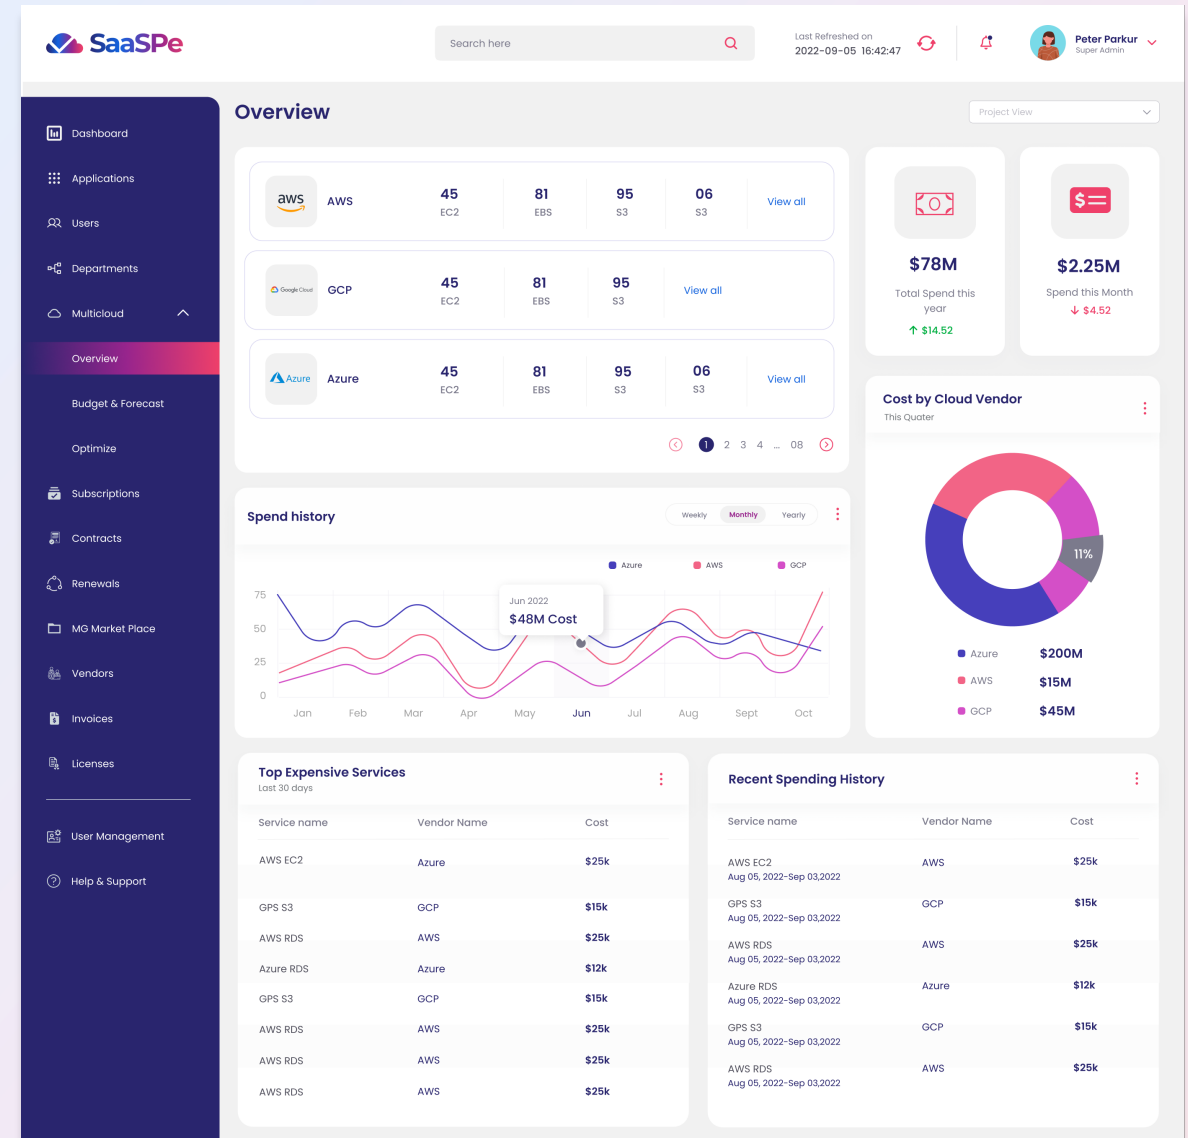 SaaSPe
Search here
Last Refreshed on
2022-09-05 16:42:47
Peter Parkur
Super Admin
Dashboard
Applications
Users
Departments
Multicloud
Overview
Budget & Forecast
Optimize
Subscriptions
Contracts
Renewals
MG Market Place
Vendors
Invoices
Licenses
User Management
Help & Support
Overview
Project View
aws AWS 45 81 95 06 View all
EC2 EBS S3 S3
Google Cloud GCP 45 81 95 View all
EC2 EBS S3
Azure Azure 45 81 95 06 View all
EC2 EBS S3 S3
1 2 3 4 ... 08
$78M
Total Spend this
year
↑ $14.52
$2.25M
Spend this Month
↓ $4.52
Cost by Cloud Vendor
This Quater
11%
Azure $200M
AWS $15M
GCP $45M
Spend history
Weekly Monthly Yearly
Azure AWS GCP
75
50
25
0
Jun 2022
$48M Cost
Jan Feb Mar Apr May Jun Jul Aug Sept Oct
Top Expensive Services
Last 30 days
Service name Vendor Name Cost
AWS EC2 Azure $25k
GPS S3 GCP $15k
AWS RDS AWS $25k
Azure RDS Azure $12k
GPS S3 GCP $15k
AWS RDS AWS $25k
AWS RDS AWS $25k
AWS RDS AWS $25k
Recent Spending History
Service name Vendor Name Cost
AWS EC2 AWS $25k
Aug 05, 2022-Sep 03,2022
GPS S3 GCP $15k
Aug 05, 2022-Sep 03,2022
AWS RDS AWS $25k
Aug 05, 2022-Sep 03,2022
Azure RDS Azure $12k
Aug 05, 2022-Sep 03,2022
GPS S3 GCP $15k
Aug 05, 2022-Sep 03,2022
AWS RDS AWS $25k
Aug 05, 2022-Sep 03,2022